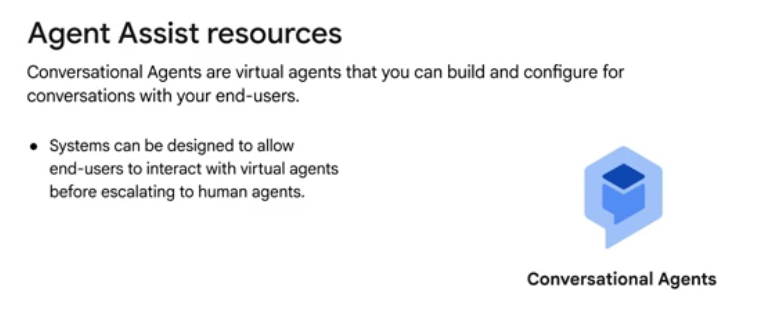 Agent Assist resources
Conversational Agents are virtual agents that you can build and configure for
conversations with your end-users.
● Systems can be designed to allow
end-users to interact with virtual agents
before escalating to human agents.
Conversational Agents